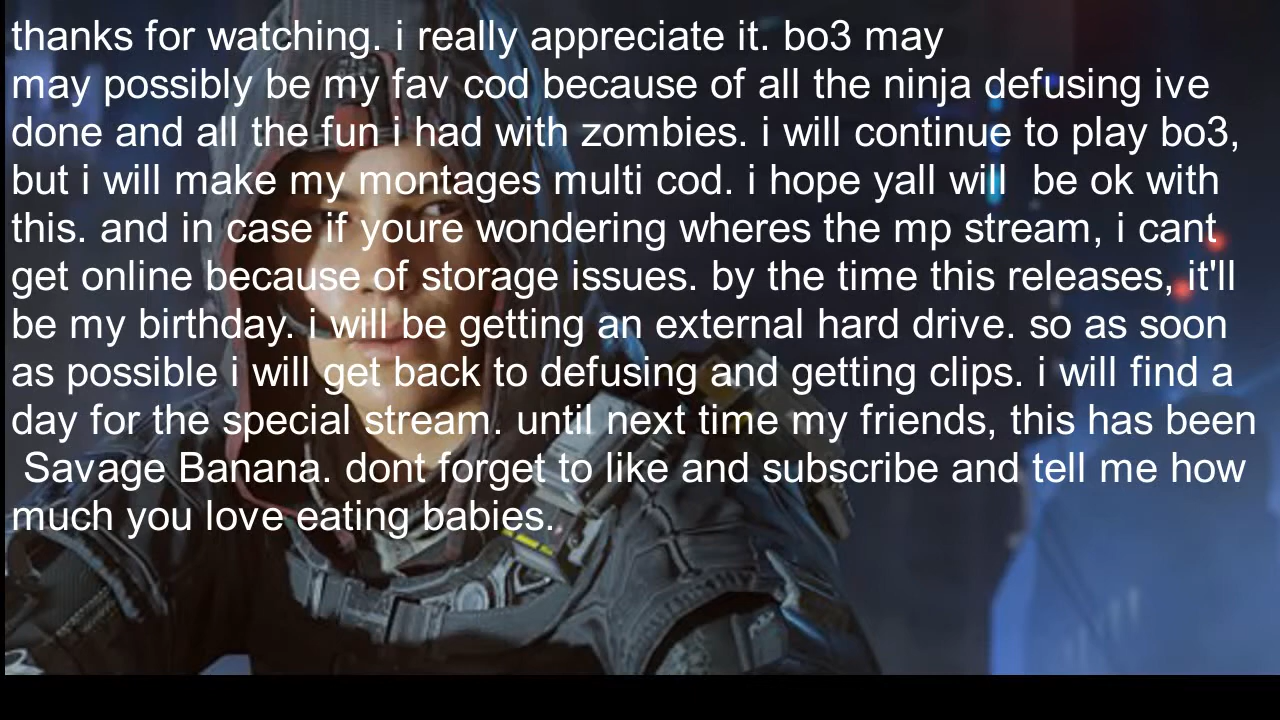 thanks for watching. i really appreciate it. bo3 may
may possibly be my fav cod because of all the ninja defusing ive
done and all the fun i had with zombies. i will continue to play bo3,
but i will make my montages multi cod. i hope yall will  be ok with
this. and in case if youre wondering wheres the mp stream, i cant
get online because of storage issues. by the time this releases, it'll
be my birthday. i will be getting an external hard drive. so as soon
as possible i will get back to defusing and getting clips. i will find a
day for the special stream. until next time my friends, this has been
Savage Banana. dont forget to like and subscribe and tell me how
much you love eating babies.